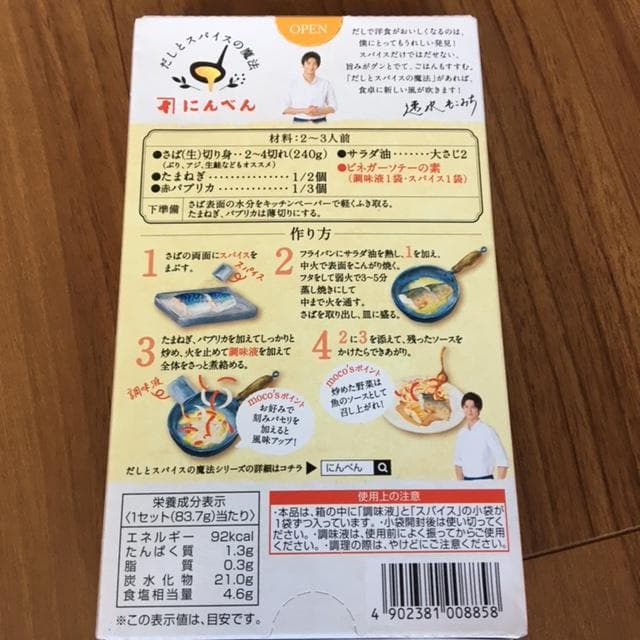 OPEN
だしとスパイスの魔法
にんべん
だしで洋食がおいしくなるのは、
僕にとってもうれしい発見!
スパイスだけではだせない、
旨みがグンとでて、ごはんもすすむ。
「だしとスパイスの魔法」があれば、
食卓に新しい風が吹きます!
速水もこみち
材料:2〜3人前
●さば(生)切り身‥2〜4切れ(240g)
(ぶり、アジ、生鮭などもオススメ)
●たまねぎ‥‥‥‥‥‥1/2個
●赤パプリカ‥‥‥‥‥1/3個
●サラダ油‥‥‥大さじ2
●ビネガーソテーの素
(調味液1袋・スパイス1袋)
下準備
さば表面の水分をキッチンペーパーで軽くふき取る。
たまねぎ、パプリカは薄切りにする。
作り方
1 さばの両面にスパイスを
まぶす。
スパイス
2 フライパンにサラダ油を熱し、1を加え、
中火で表面をこんがり焼く。
フタをして弱火で3〜5分
蒸し焼きにして
中まで火を通す。
さばを取り出し、皿に盛る。
3 たまねぎ、パプリカを加えてしっかりと
炒め、火を止めて調味液を加えて
全体をさっと煮絡める。
調味液
moco'sポイント
お好みで
刻みパセリを
加えると
風味アップ!
4 2に3を添えて、残ったソースを
かけたらできあがり。
moco'sポイント
炒めた野菜は
魚のソースとして
召し上がれ!
だしとスパイスの魔法シリーズの詳細はコチラ▶ にんべん
栄養成分表示
〈1セット(83.7g)当たり〉
エネルギー 92kcal
たんぱく質 1.3g
脂質 0.3g
炭水化物 21.0g
食塩相当量 4.6g
※この表示値は、目安です。
使用上の注意
・本品は、箱の中に「調味液」と「スパイス」の小袋が
1袋ずつ入っています。・小袋開封後は使い切ってく
ださい。・調味液は、使用前によく振ってからご使用
ください。・調理の際は、やけどにご注意ください。
4 902381 008858